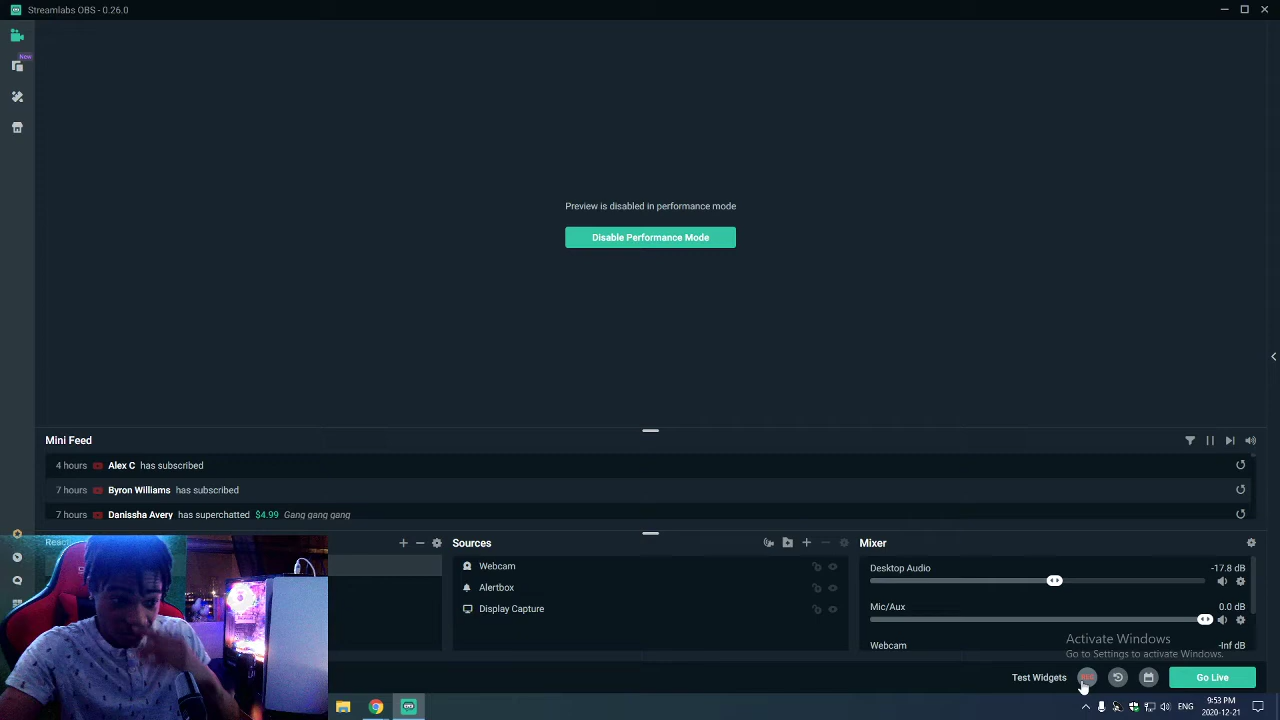 Streamlabs OBS - 0.26.0
New
Preview is disabled in performance mode
Disable Performance Mode
Mini Feed
4 hours Alex C has subscribed
7 hours Byron Williams has subscribed
7 hours Danissha Avery has superchatted $4.99 Gang gang gang
Sources
Webcam
Alertbox
Display Capture
Mixer
Desktop Audio -17.8 dB
Mic/Aux 0.0 dB
Webcam -Inf dB
Activate Windows
Go to Settings to activate Windows.
Test Widgets
REC
Go Live
ENG
9:53 PM
2020-12-21